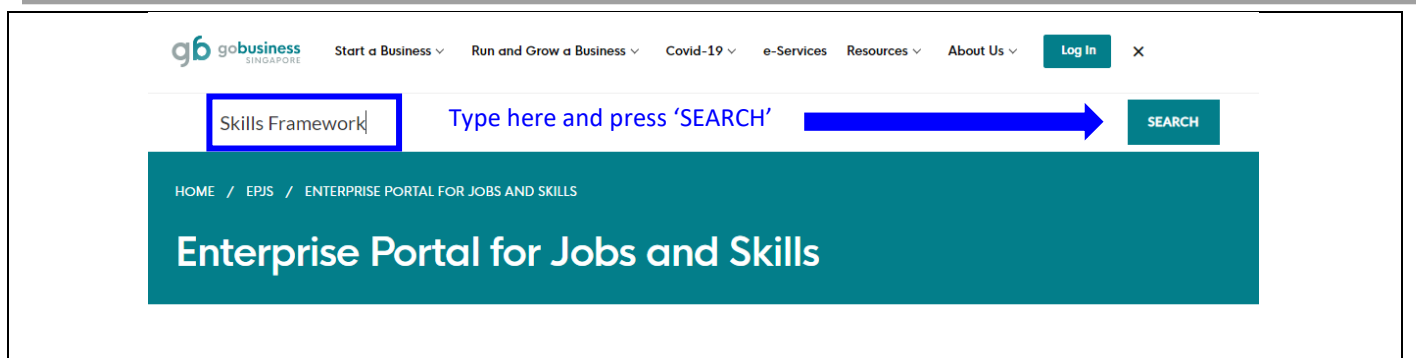 gb gobusiness SINGAPORE Start a Business Run and Grow a Business Covid-19 e-Services Resources About Us Log In ×
Skills Framework Type here and press ‘SEARCH’ SEARCH
HOME / EPJS / ENTERPRISE PORTAL FOR JOBS AND SKILLS
Enterprise Portal for Jobs and Skills